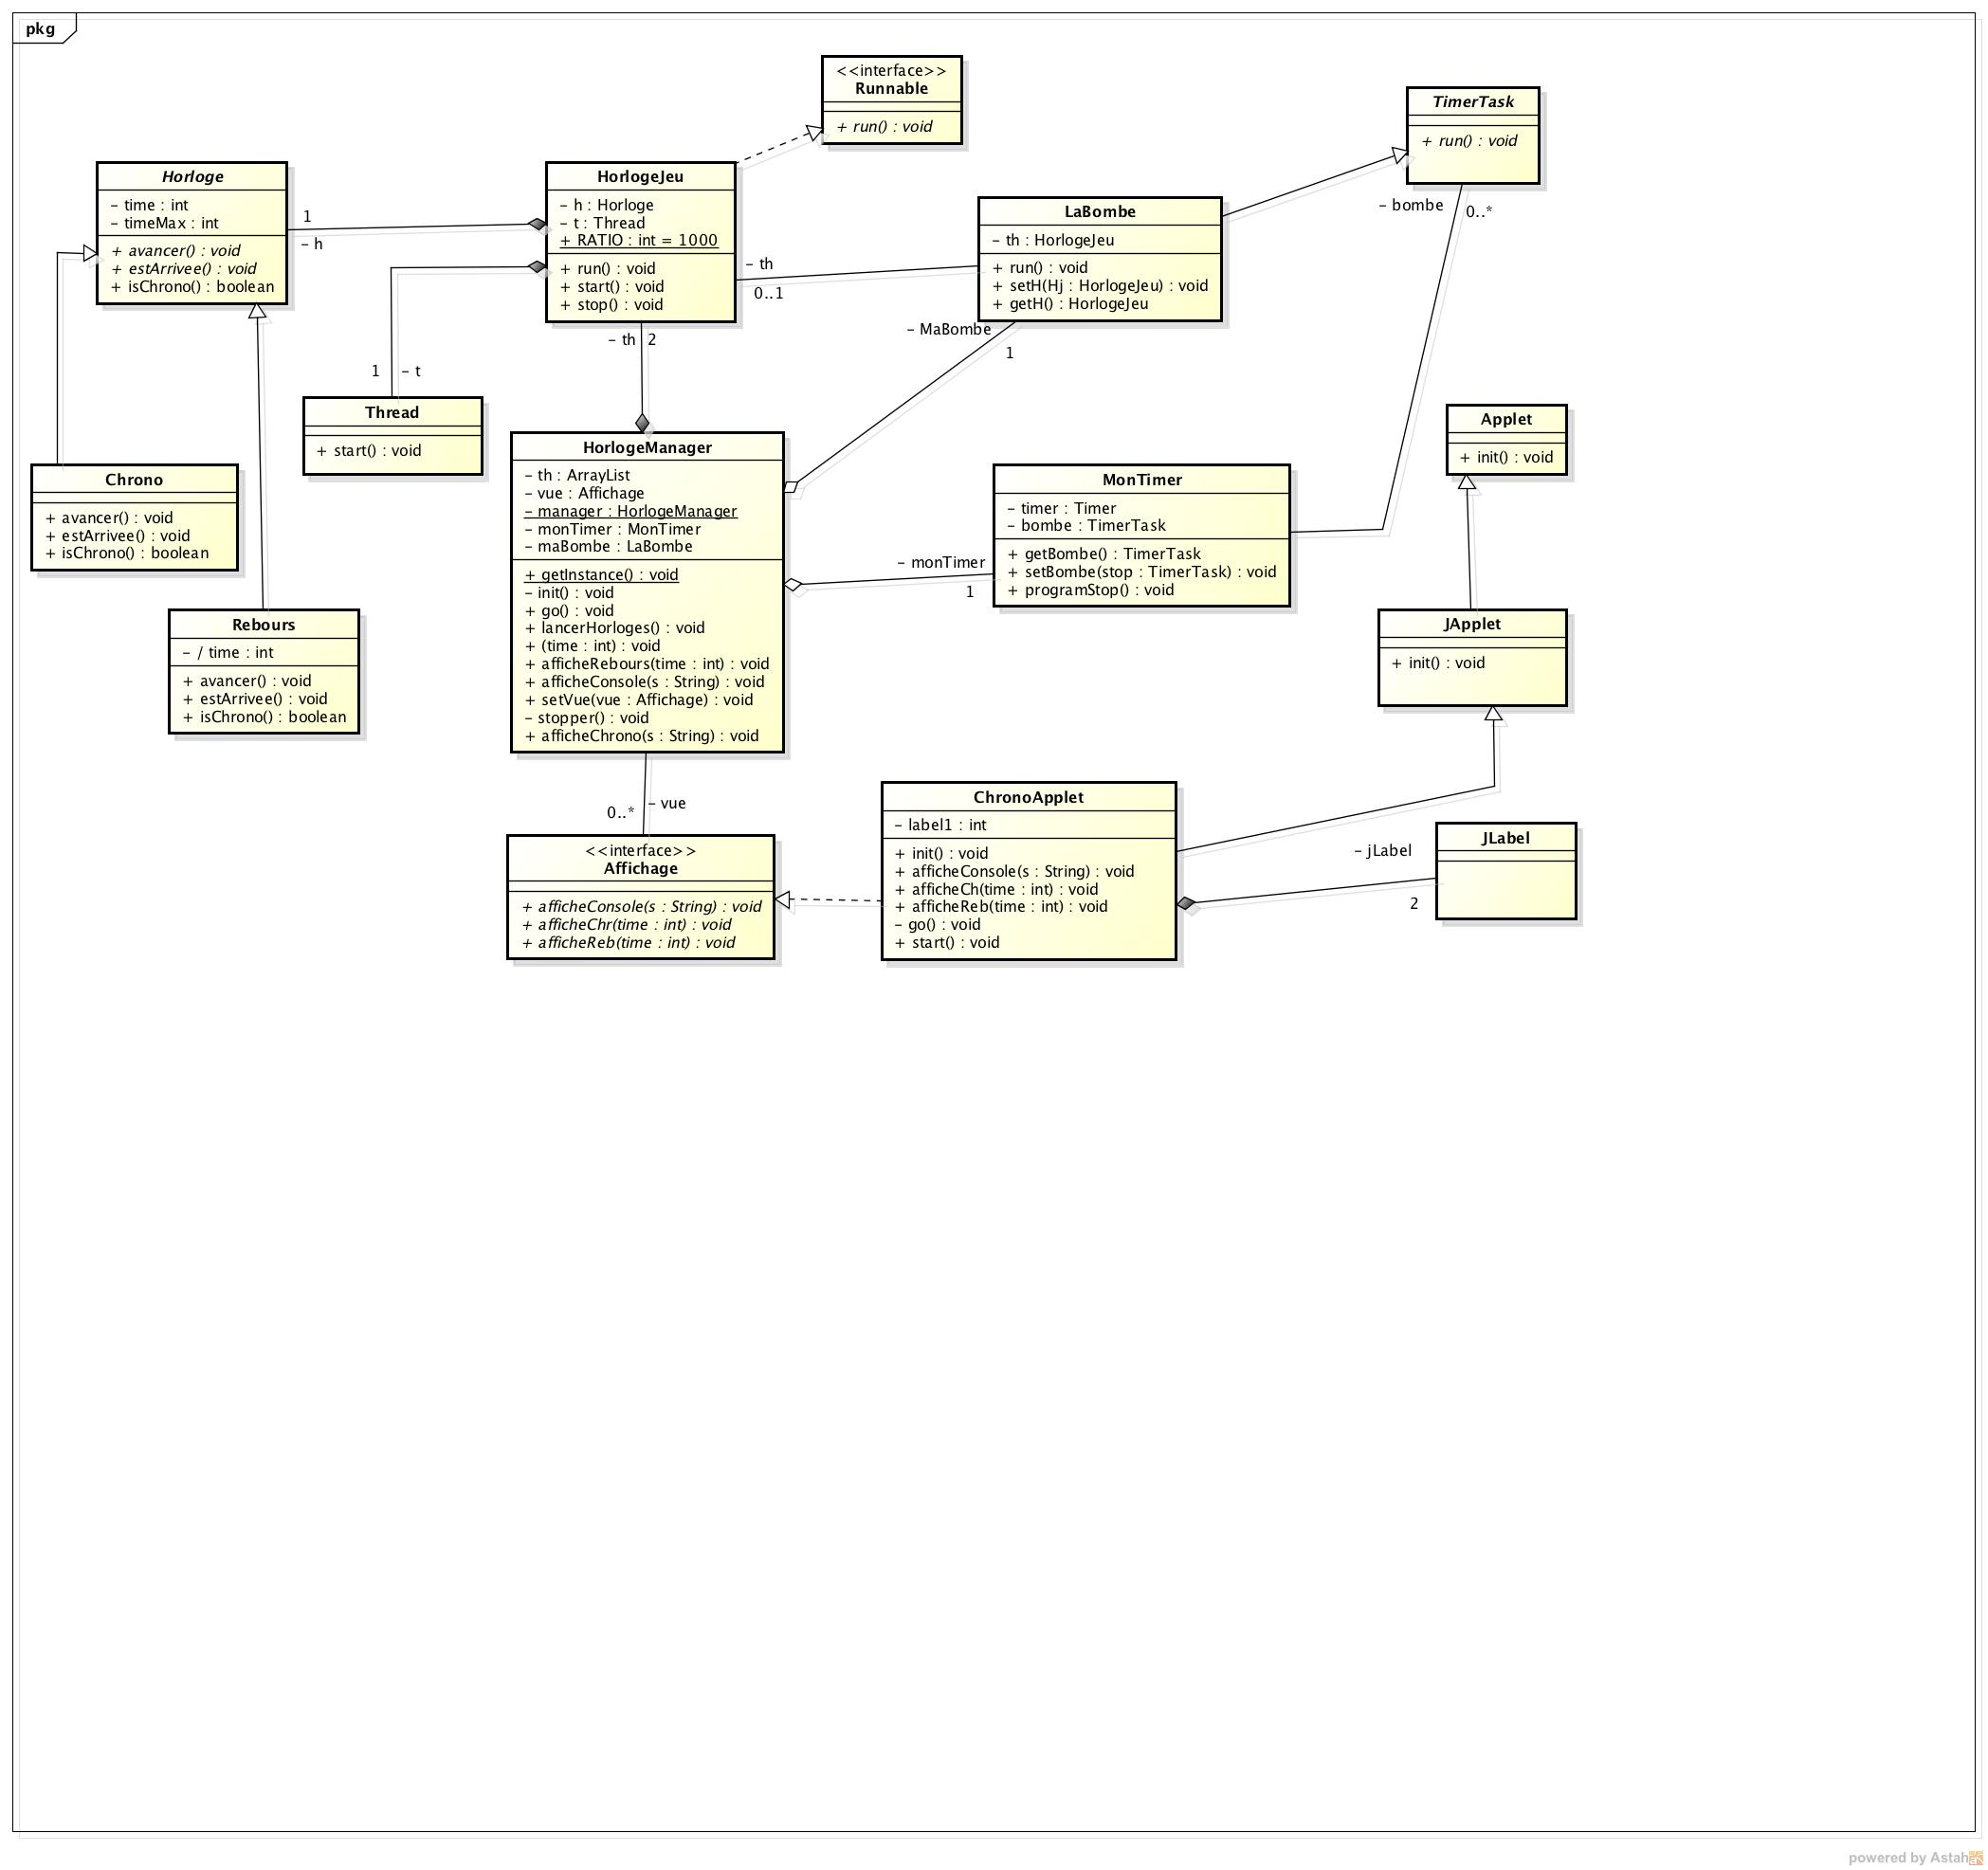 pkg
<<interface>>
Runnable
+ run() : void
TimerTask
+ run() : void
Horloge
– time : int
– timeMax : int
+ avancer() : void
+ estArrivee() : void
+ isChrono() : boolean
1
– h
HorlogeJeu
– h : Horloge
– t : Thread
+ RATIO : int = 1000
+ run() : void
+ start() : void
+ stop() : void
– th
0..1
LaBombe
– th : HorlogeJeu
+ run() : void
+ setH(Hj : HorlogeJeu) : void
+ getH() : HorlogeJeu
– bombe
0..*
– th
2
– MaBombe
1
1
– t
Thread
+ start() : void
Applet
+ init() : void
Chrono
+ avancer() : void
+ estArrivee() : void
+ isChrono() : boolean
HorlogeManager
– th : ArrayList
– vue : Affichage
– manager : HorlogeManager
– monTimer : MonTimer
– maBombe : LaBombe
+ getInstance() : void
– init() : void
+ go() : void
+ lancerHorloges() : void
+ (time : int) : void
+ afficheRebours(time : int) : void
+ afficheConsole(s : String) : void
+ setVue(vue : Affichage) : void
– stopper() : void
+ afficheChrono(s : String) : void
– monTimer
1
MonTimer
– timer : Timer
– bombe : TimerTask
+ getBombe() : TimerTask
+ setBombe(stop : TimerTask) : void
+ programStop() : void
Rebours
– / time : int
+ avancer() : void
+ estArrivee() : void
+ isChrono() : boolean
JApplet
+ init() : void
0..*
– vue
<<interface>>
Affichage
+ afficheConsole(s : String) : void
+ afficheChr(time : int) : void
+ afficheReb(time : int) : void
ChronoApplet
– label1 : int
+ init() : void
+ afficheConsole(s : String) : void
+ afficheCh(time : int) : void
+ afficheReb(time : int) : void
– go() : void
+ start() : void
– jLabel
2
JLabel
powered by Astah